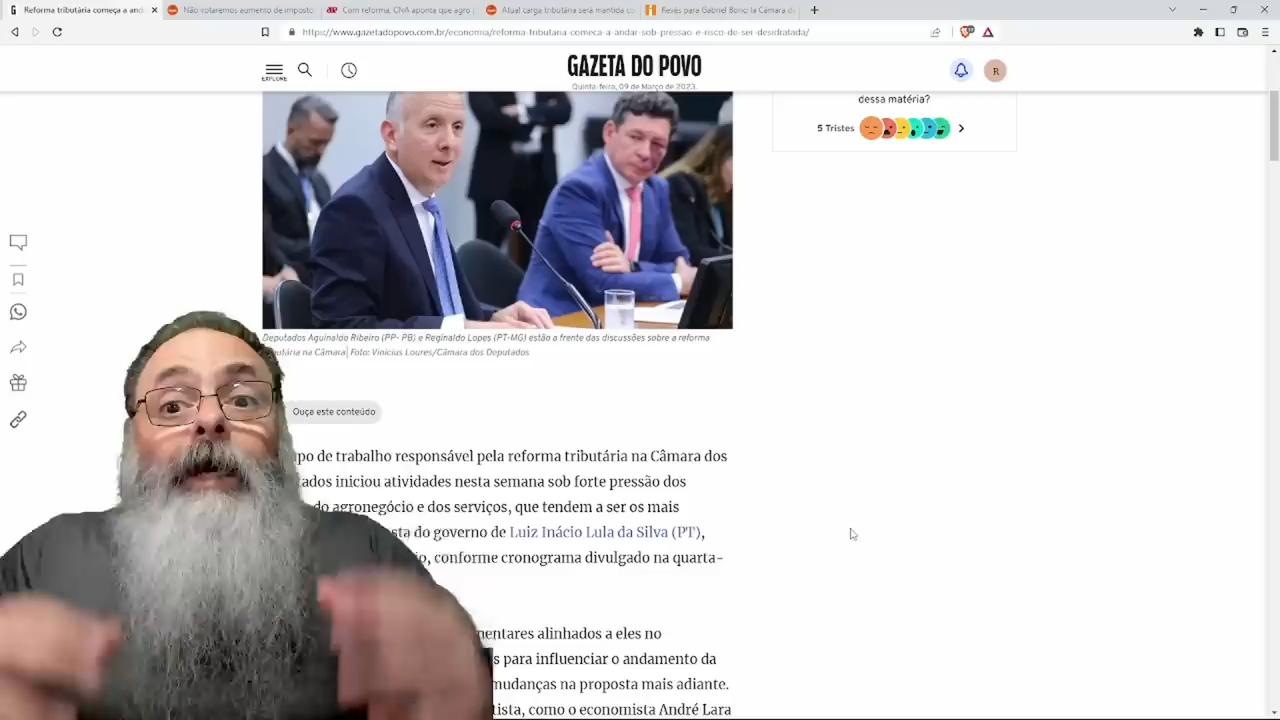 Reforma tributária começa a and
Não votaremos aumento de imposto
Com reforma, CNA aponta que agro
Atual carga tributária será mantida co
Revés para Gabriel Boric: la Cámara de
https://www.gazetadopovo.com.br/economia/reforma-tributaria-comeca-a-andar-sob-pressao-e-risco-de-ser-desidratada/
EXPLORE
GAZETA DO POVO
Quinta-feira, 09 de Março de 2023.
R
dessa matéria?
5 Tristes
Deputados Aguinaldo Ribeiro (PP- PB) e Reginaldo Lopes (PT-MG) estão a frente das discussões sobre a reforma
utária na Câmara| Foto: Vinicius Loures/Câmara dos Deputados
Ouça este conteúdo
po de trabalho responsável pela reforma tributária na Câmara dos
ados iniciou atividades nesta semana sob forte pressão dos
do agronegócio e dos serviços, que tendem a ser os mais
sta do governo de Luiz Inácio Lula da Silva (PT),
o, conforme cronograma divulgado na quarta-
mentares alinhados a eles no
s para influenciar o andamento da
mudanças na proposta mais adiante.
tista, como o economista André Lara